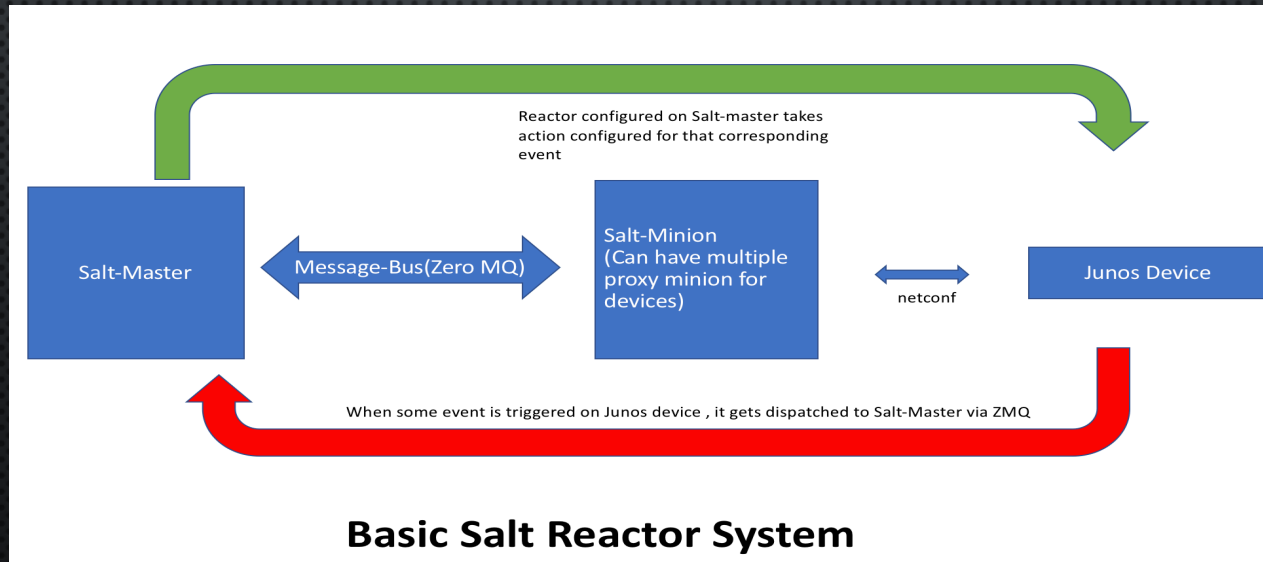 Reactor configured on Salt-master takes
action configured for that corresponding
event
Salt-Master
Message-Bus(Zero MQ)
Salt-Minion
(Can have multiple
proxy minion for
devices)
netconf
Junos Device
When some event is triggered on Junos device , it gets dispatched to Salt-Master via ZMQ
Basic Salt Reactor System